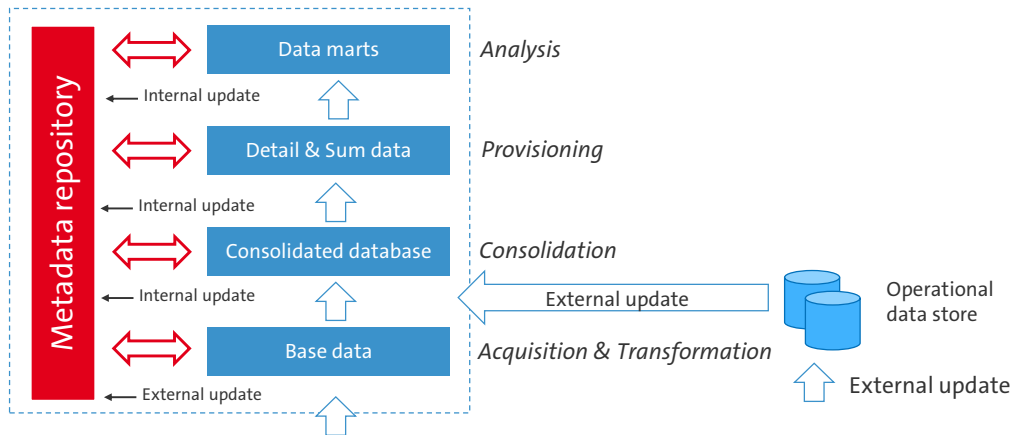 Metadata repository
Data marts
Analysis
Internal update
Detail & Sum data
Provisioning
Internal update
Consolidated database
Consolidation
Internal update
External update
Operational
data store
Base data
Acquisition & Transformation
External update
External update